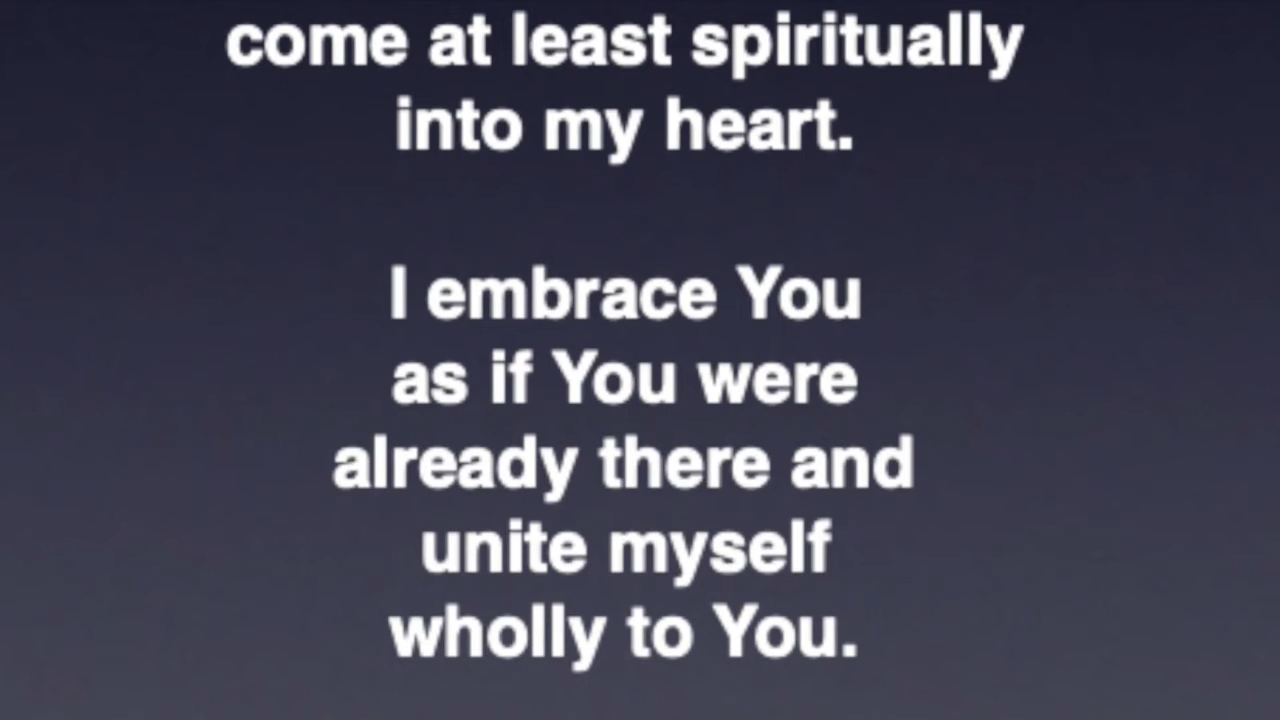 come at least spiritually
into my heart.
I embrace You
as if You were
already there and
unite myself
wholly to You.